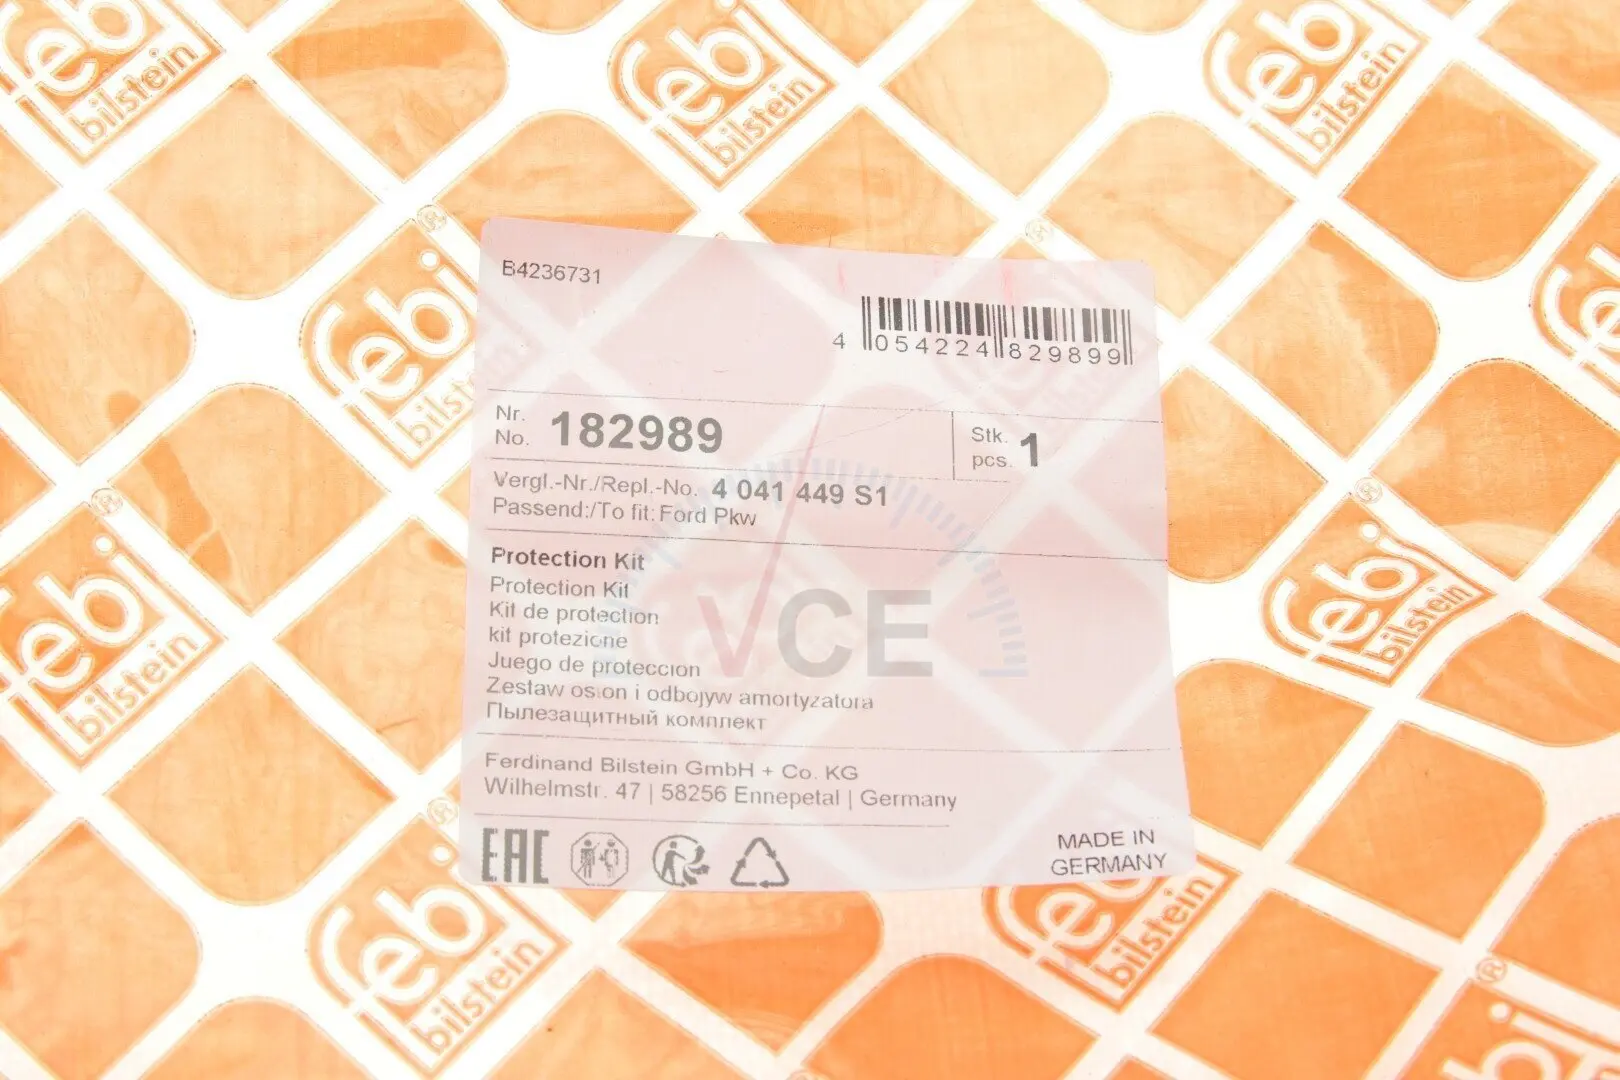 febi
bilstein
B4236731
4 054224 829899
Nr.
No. 182989
Stk.
pcs. 1
Vergl.-Nr./Repl.-No. 4 041 449 S1
Passend:/To fit: Ford Pkw
Protection Kit
Protection Kit
Kit de protection
kit protezione
Juego de proteccion
Zestaw osłon i odbojyw amortyzatora
Пылезащитный комплект
VCE
Ferdinand Bilstein GmbH + Co. KG
Wilhelmstr. 47 | 58256 Ennepetal | Germany
EAC
MADE IN
GERMANY